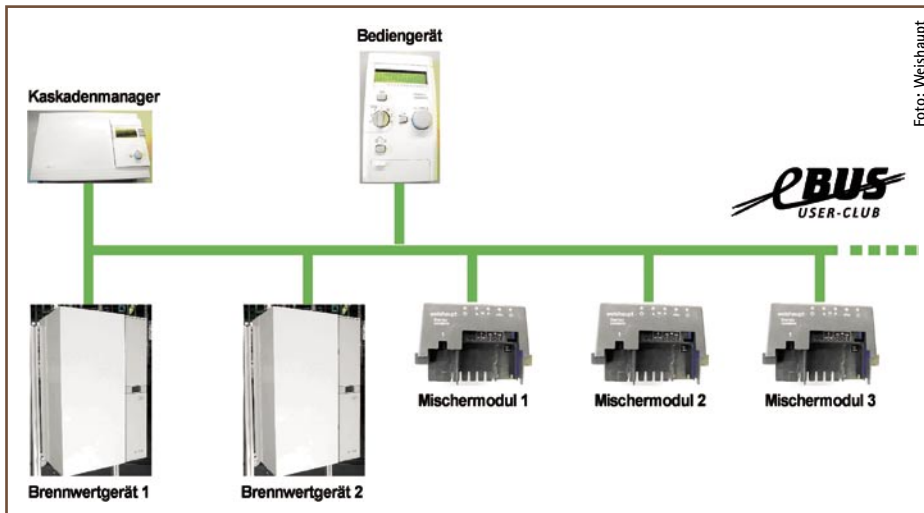 Bediengerät
Foto: Weishaupt
Kaskadenmanager
eBUS
USER-CLUB
Mischermodul 1
Mischermodul 2
Mischermodul 3
Brennwertgerät 1
Brennwertgerät 2